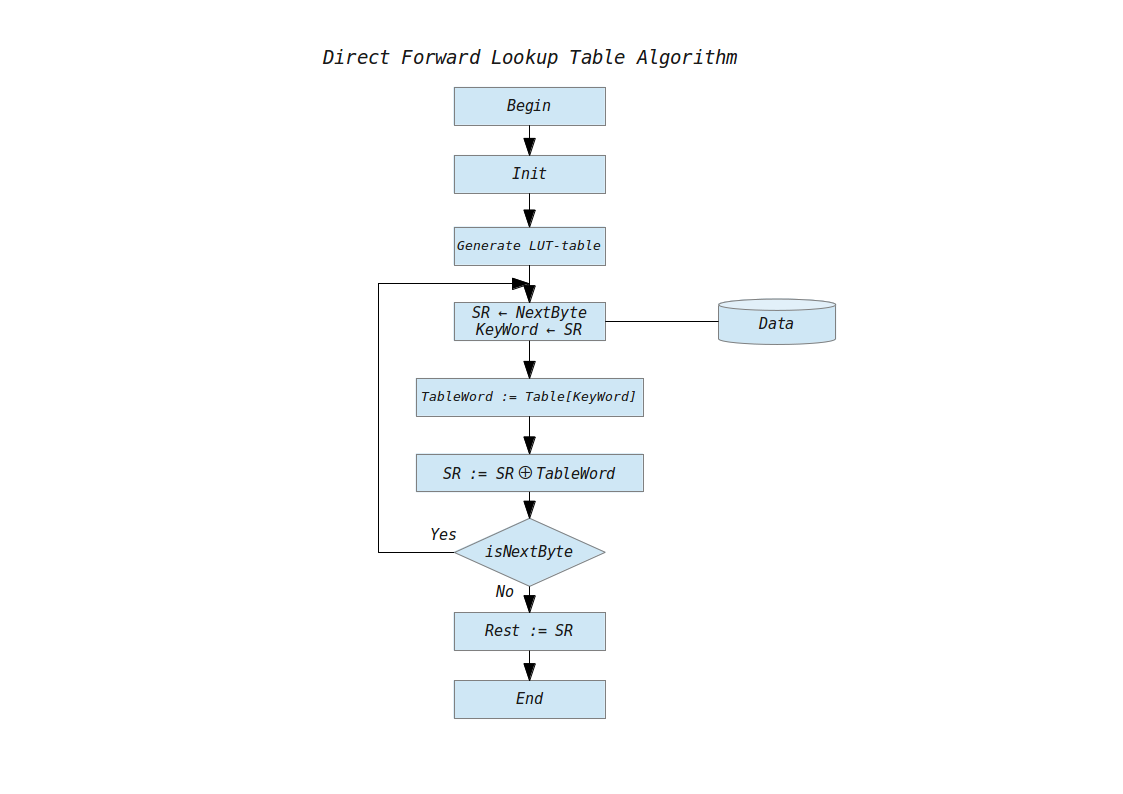 Direct Forward Lookup Table Algorithm
Begin
Init
Generate LUT-table
SR ← NextByte
KeyWord ← SR
Data
TableWord := Table[KeyWord]
SR := SR ⊕ TableWord
Yes
isNextByte
No
Rest := SR
End